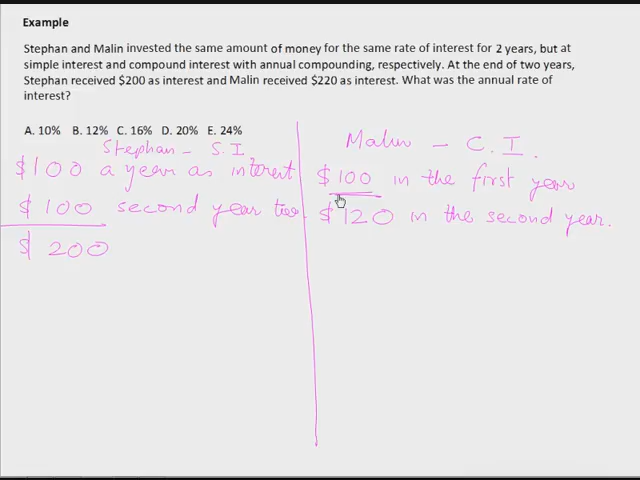 Example
Stephan and Malin invested the same amount of money for the same rate of interest for 2 years, but at
simple interest and compound interest with annual compounding, respectively. At the end of two years,
Stephan received $200 as interest and Malin received $220 as interest. What was the annual rate of
interest?
A. 10% B. 12% C. 16% D. 20% E. 24%
Stephan - S.I
$100 a year as interest
$100 second year too.
$ 200
Malin - C.I.
$100 in the first year
$120 in the second year.